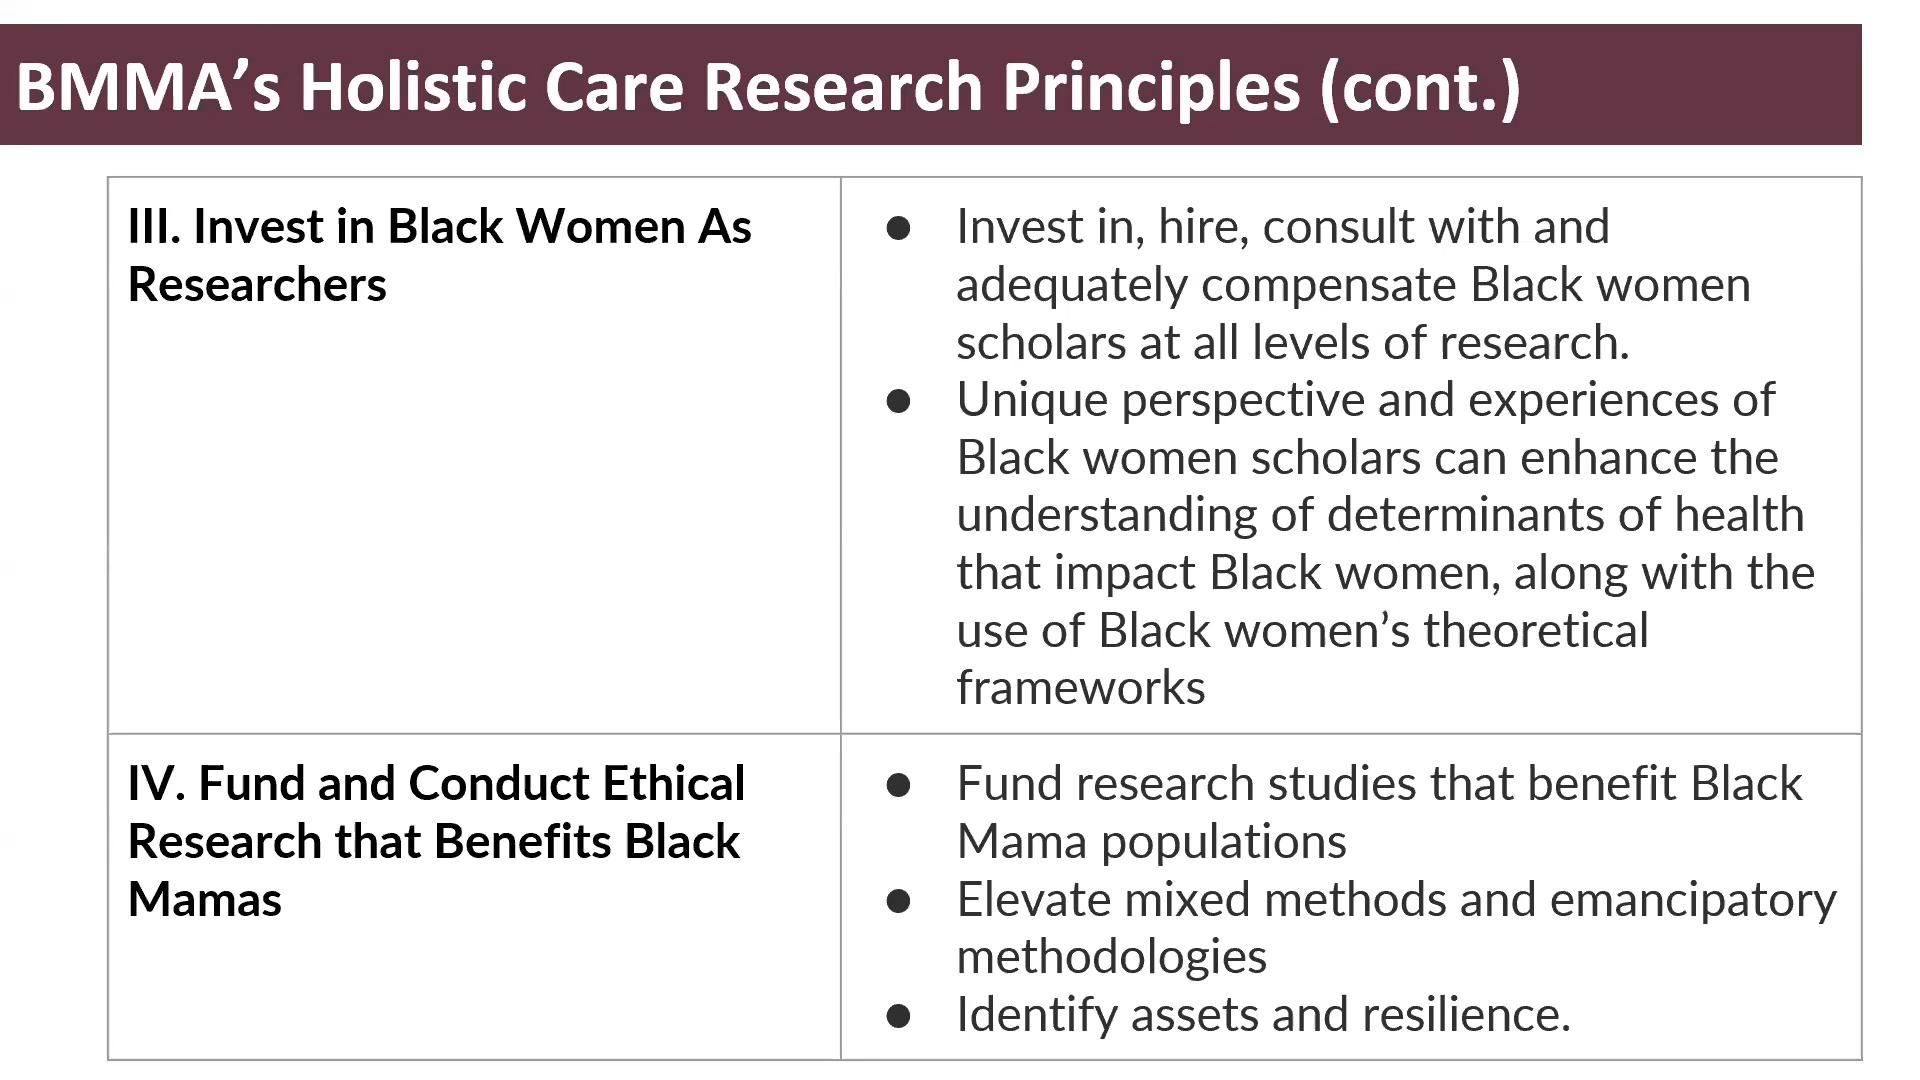 BMMA’s Holistic Care Research Principles (cont.)
III. Invest in Black Women As
Researchers
● Invest in, hire, consult with and
adequately compensate Black women
scholars at all levels of research.
● Unique perspective and experiences of
Black women scholars can enhance the
understanding of determinants of health
that impact Black women, along with the
use of Black women’s theoretical
frameworks
IV. Fund and Conduct Ethical
Research that Benefits Black
Mamas
● Fund research studies that benefit Black
Mama populations
● Elevate mixed methods and emancipatory
methodologies
● Identify assets and resilience.